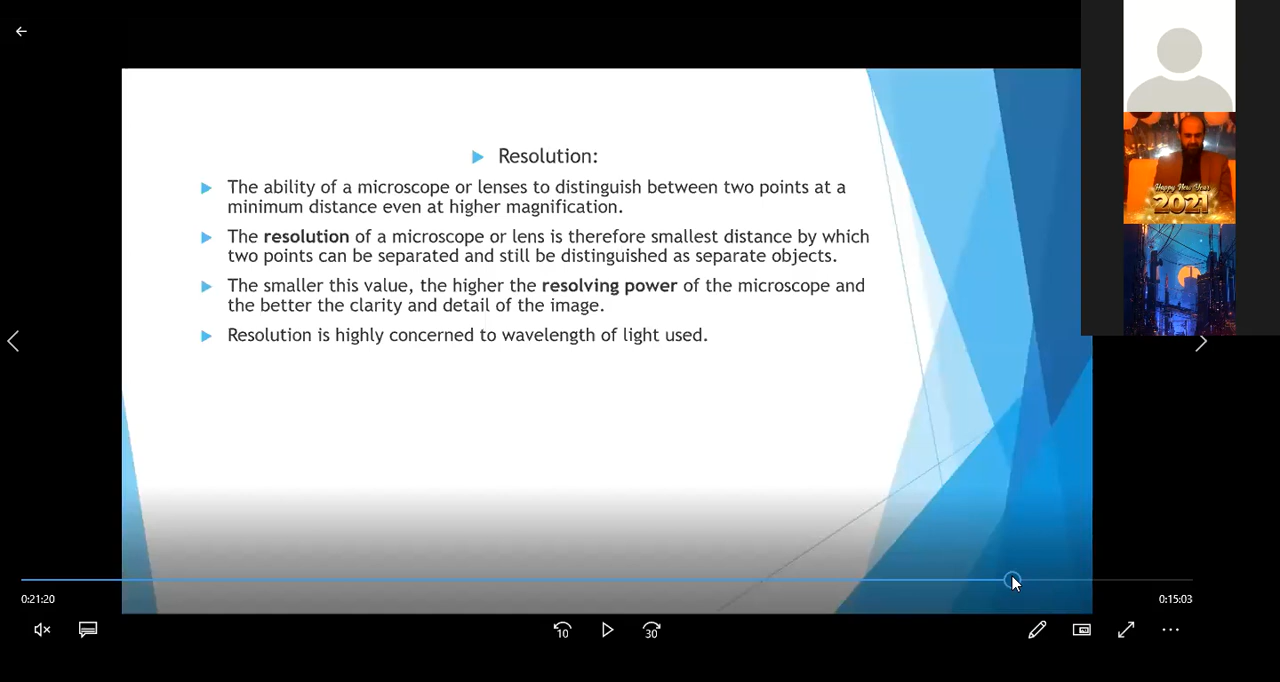 Resolution:
The ability of a microscope or lenses to distinguish between two points at a
minimum distance even at higher magnification.
The resolution of a microscope or lens is therefore smallest distance by which
two points can be separated and still be distinguished as separate objects.
The smaller this value, the higher the resolving power of the microscope and
the better the clarity and detail of the image.
Resolution is highly concerned to wavelength of light used.
Happy New Year
2021
0:21:20
0:15:03
10
30